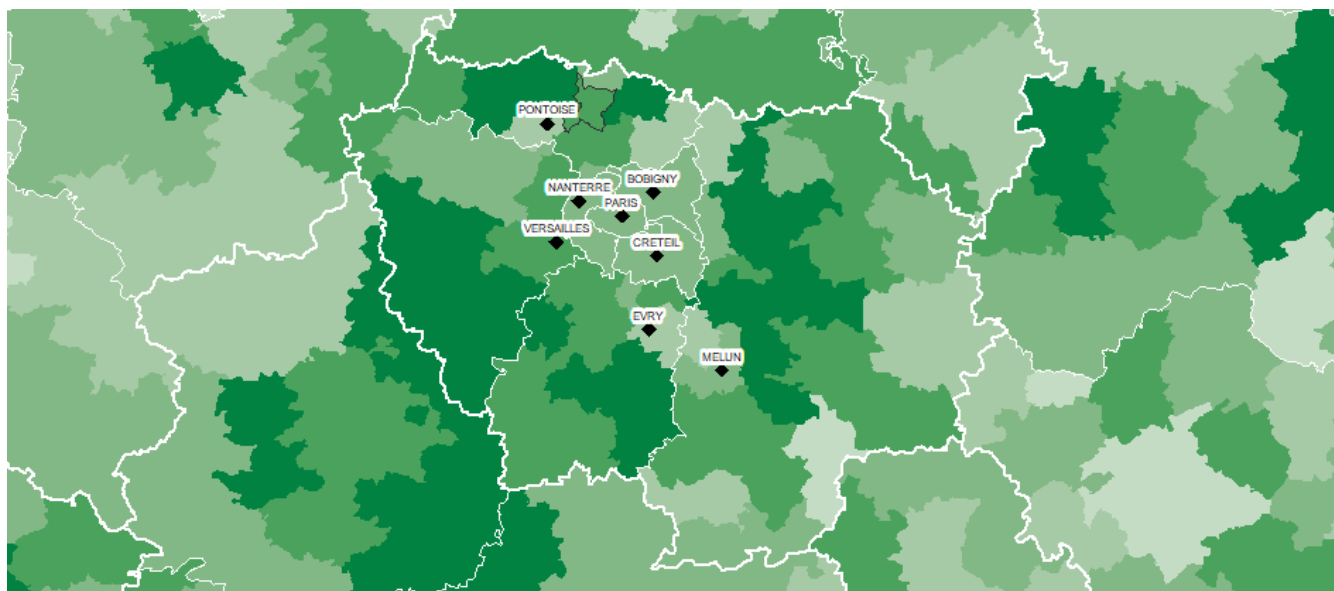 PONTOISE
BOBIGNY
NANTERRE
PARIS
VERSAILLES
CRETEIL
EVRY
MELUN